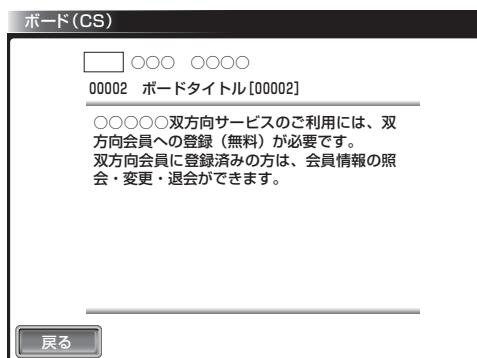 ボード(CS)
○○○ ○○○○
00002 ボードタイトル[00002]
○○○○○双方向サービスのご利用には、双
方向会員への登録（無料）が必要です。
双方向会員に登録済みの方は、会員情報の照
会・変更・退会ができます。
戻る